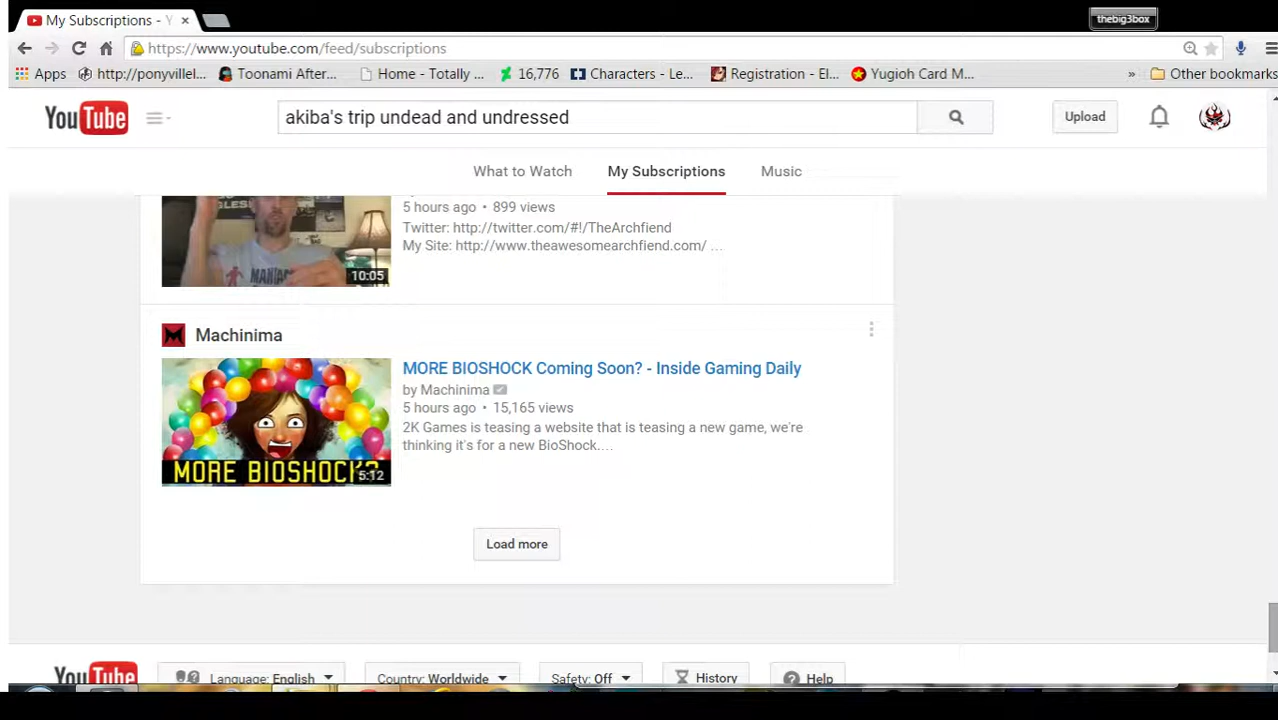 My Subscriptions - Y
thebig3box
https://www.youtube.com/feed/subscriptions
Apps http://ponyvillel... Toonami After... Home - Totally ... 16,776 Characters - Le... Registration - El... Yugioh Card M... » Other bookmarks
YouTube akiba's trip undead and undressed Upload
What to Watch My Subscriptions Music
5 hours ago • 899 views
Twitter: http://twitter.com/#!/TheArchfiend
My Site: http://www.theawesomearchfiend.com/ ...
10:05
Machinima
MORE BIOSHOCK Coming Soon? - Inside Gaming Daily
by Machinima
5 hours ago • 15,165 views
2K Games is teasing a website that is teasing a new game, we're
thinking it's for a new BioShock....
MORE BIOSHOCK? 5:12
Load more
YouTube Language: English Country: Worldwide Safety: Off History Help